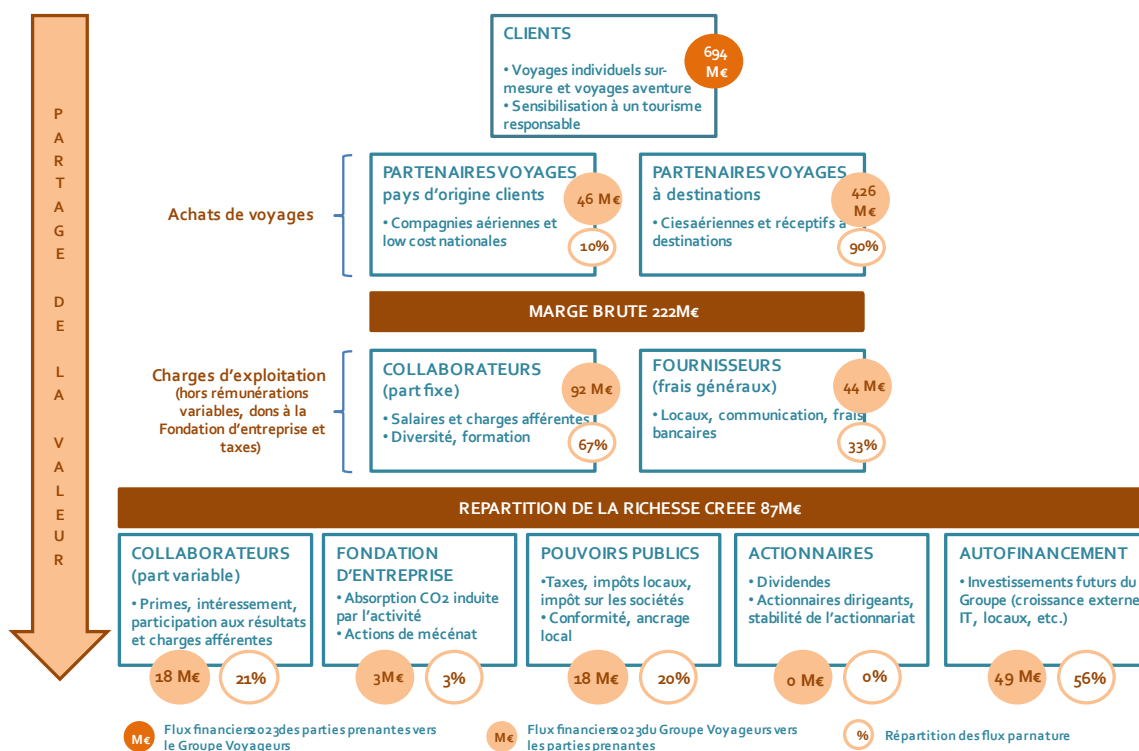 PARTAGE DE LA VALEUR
CLIENTS
• Voyages individuels sur-
mesure et voyages aventure
• Sensibilisation à un tourisme
responsable
694
M€
Achats de voyages
PARTENAIRES VOYAGES
pays d'origine clients
• Compagnies aériennes et
low cost nationales
46 M€
10%
PARTENAIRES VOYAGES
à destinations
• Ciesaériennes et réceptifs à
destinations
426
M€
90%
MARGE BRUTE 222M€
Charges d'exploitation
(hors rémunérations
variables, dons à la
Fondation d'entreprise et
taxes)
COLLABORATEURS
(part fixe)
• Salaires et charges afférentes
• Diversité, formation
92 M€
67%
FOURNISSEURS
(frais généraux)
• Locaux, communication, frais
bancaires
44 M€
33%
REPARTITION DE LA RICHESSE CREEE 87M€
COLLABORATEURS
(part variable)
• Primes, intéressement,
participation aux résultats
et charges afférentes
18 M€
21%
FONDATION
D'ENTREPRISE
• Absorption CO2 induite
par l'activité
• Actions de mécénat
3M€
3%
POUVOIRS PUBLICS
•Taxes, impôts locaux,
impôt sur les sociétés
• Conformité, ancrage
local
18 M€
20%
ACTIONNAIRES
• Dividendes
• Actionnaires dirigeants,
stabilité de l'actionnariat
0 M€
0%
AUTOFINANCEMENT
• Investissements futurs du
Groupe (croissance externe
IT, locaux, etc.)
49 M€
56%
M€
Flux financiers2023des parties prenantes vers
le Groupe Voyageurs
M€
Flux financiers2023du Groupe Voyageurs vers
les parties prenantes
%
Répartition des flux parnature